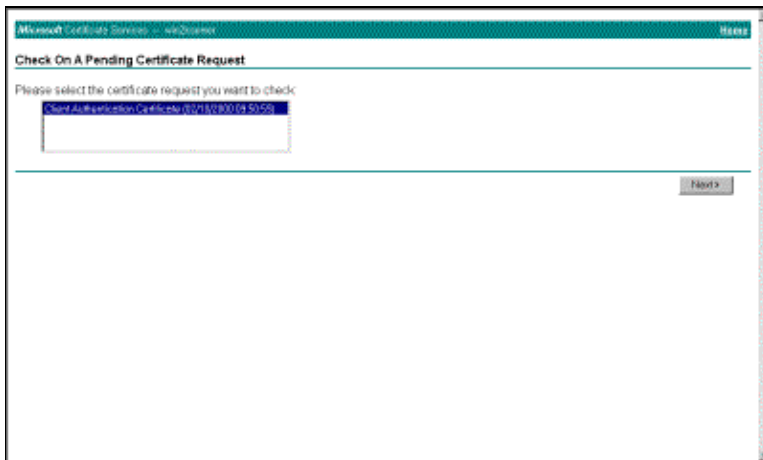 Microsoft Certificate Services -- win2kserver Home
Check On A Pending Certificate Request
Please select the certificate request you want to check:
Client Authentication Certificate (02/18/2000 09:50:58)
Next >